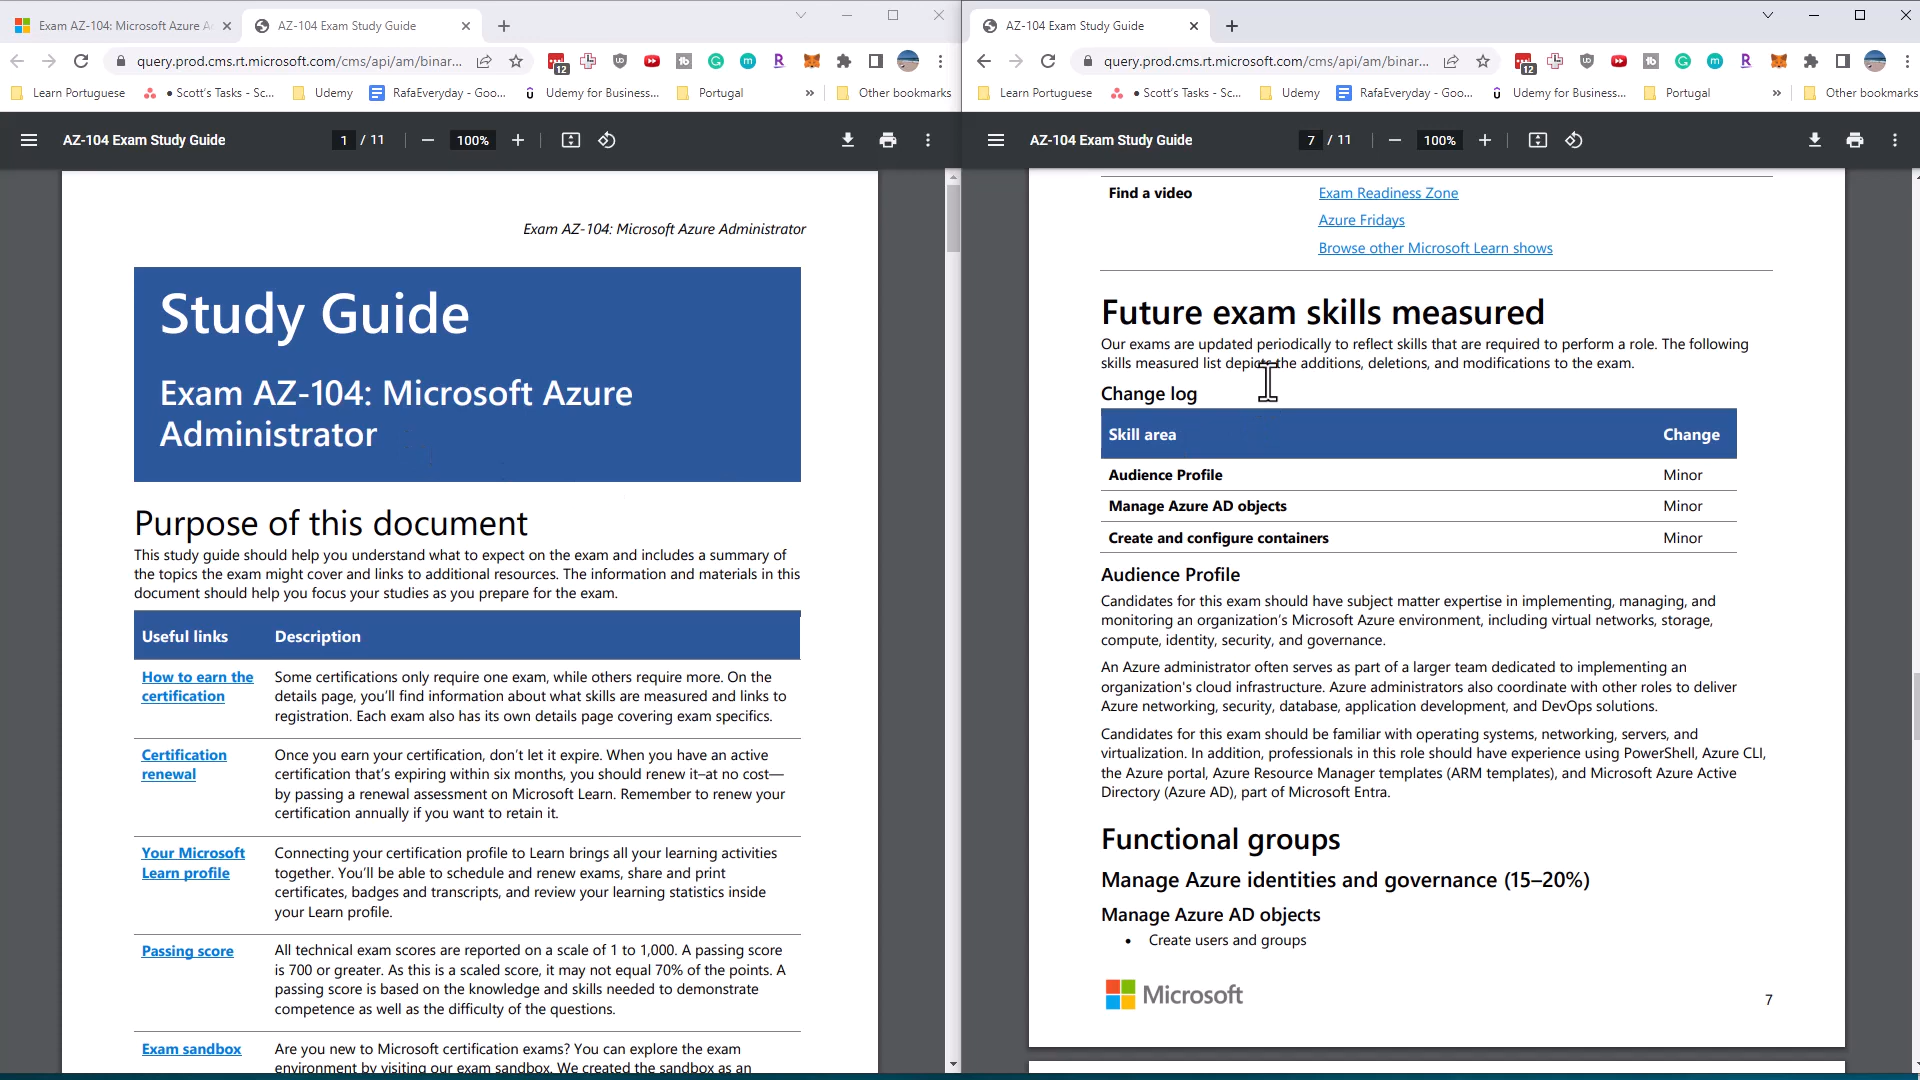 Exam AZ-104: Microsoft Azure A
AZ-104 Exam Study Guide
query.prod.cms.rt.microsoft.com/cms/api/am/binar...
12
Learn Portuguese
• Scott's Tasks - Sc...
Udemy
RafaEveryday - Goo...
Udemy for Business...
Portugal
»
Other bookmarks
AZ-104 Exam Study Guide
1 / 11
100%
Exam AZ-104: Microsoft Azure Administrator
Study Guide
Exam AZ-104: Microsoft Azure
Administrator
Purpose of this document
This study guide should help you understand what to expect on the exam and includes a summary of
the topics the exam might cover and links to additional resources. The information and materials in this
document should help you focus your studies as you prepare for the exam.
Useful links Description
How to earn the
certification
Some certifications only require one exam, while others require more. On the
details page, you'll find information about what skills are measured and links to
registration. Each exam also has its own details page covering exam specifics.
Certification
renewal
Once you earn your certification, don't let it expire. When you have an active
certification that's expiring within six months, you should renew it–at no cost—
by passing a renewal assessment on Microsoft Learn. Remember to renew your
certification annually if you want to retain it.
Your Microsoft
Learn profile
Connecting your certification profile to Learn brings all your learning activities
together. You'll be able to schedule and renew exams, share and print
certificates, badges and transcripts, and review your learning statistics inside
your Learn profile.
Passing score
All technical exam scores are reported on a scale of 1 to 1,000. A passing score
is 700 or greater. As this is a scaled score, it may not equal 70% of the points. A
passing score is based on the knowledge and skills needed to demonstrate
competence as well as the difficulty of the questions.
Exam sandbox
Are you new to Microsoft certification exams? You can explore the exam
environment by visiting our exam sandbox. We created the sandbox as an
AZ-104 Exam Study Guide
query.prod.cms.rt.microsoft.com/cms/api/am/binar...
12
Learn Portuguese
• Scott's Tasks - Sc...
Udemy
RafaEveryday - Goo...
Udemy for Business...
Portugal
»
Other bookmarks
AZ-104 Exam Study Guide
7 / 11
100%
Find a video
Exam Readiness Zone
Azure Fridays
Browse other Microsoft Learn shows
Future exam skills measured
Our exams are updated periodically to reflect skills that are required to perform a role. The following
skills measured list depicts the additions, deletions, and modifications to the exam.
Change log
Skill area Change
Audience Profile Minor
Manage Azure AD objects Minor
Create and configure containers Minor
Audience Profile
Candidates for this exam should have subject matter expertise in implementing, managing, and
monitoring an organization's Microsoft Azure environment, including virtual networks, storage,
compute, identity, security, and governance.
An Azure administrator often serves as part of a larger team dedicated to implementing an
organization's cloud infrastructure. Azure administrators also coordinate with other roles to deliver
Azure networking, security, database, application development, and DevOps solutions.
Candidates for this exam should be familiar with operating systems, networking, servers, and
virtualization. In addition, professionals in this role should have experience using PowerShell, Azure CLI,
the Azure portal, Azure Resource Manager templates (ARM templates), and Microsoft Azure Active
Directory (Azure AD), part of Microsoft Entra.
Functional groups
Manage Azure identities and governance (15–20%)
Manage Azure AD objects
• Create users and groups
Microsoft
7